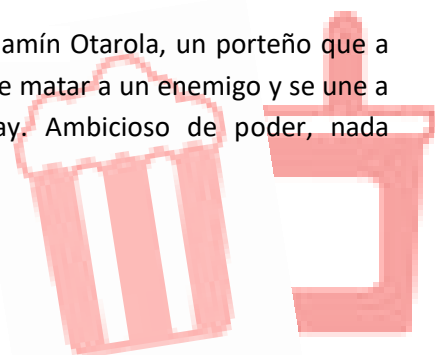 amín Otarola, un porteño que a
e matar a un enemigo y se une a
ay. Ambicioso de poder, nada